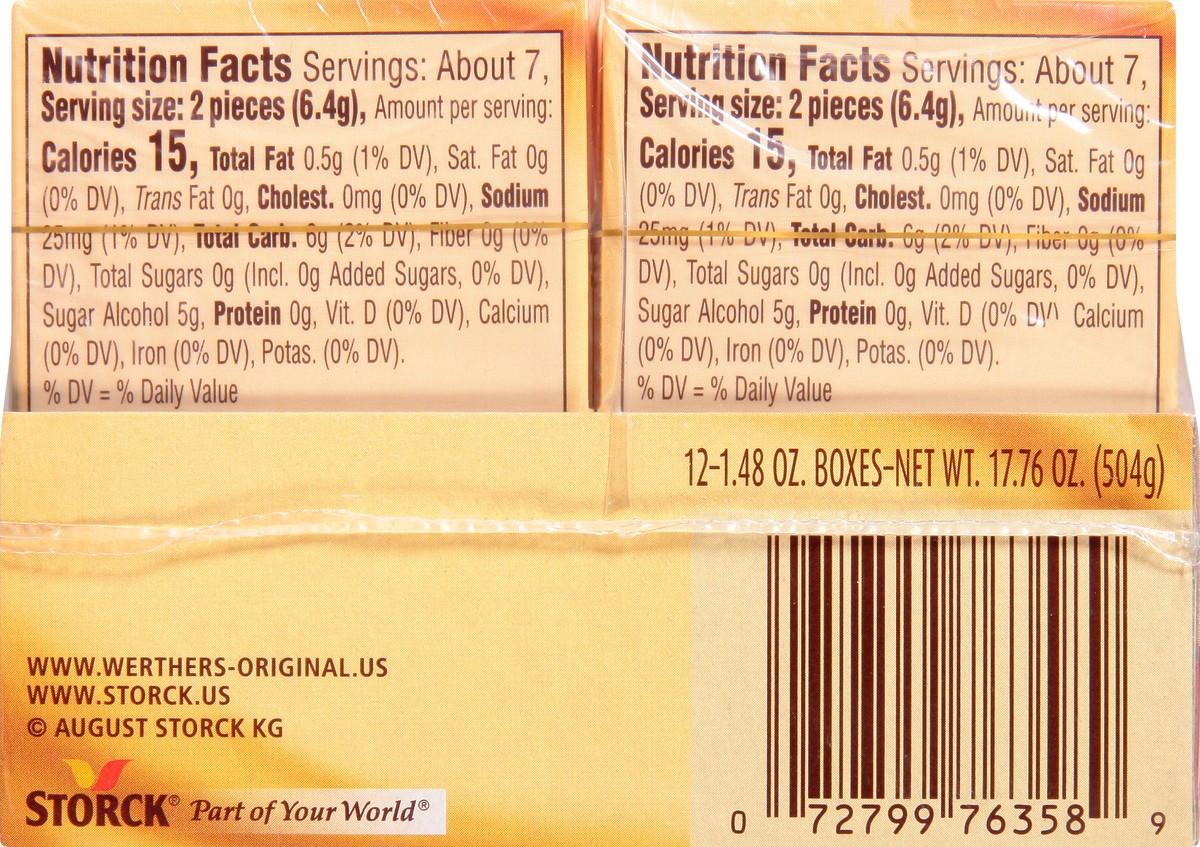 Nutrition Facts Servings: About 7,
Serving size: 2 pieces (6.4g), Amount per serving:
Calories 15, Total Fat 0.5g (1% DV), Sat. Fat 0g
(0% DV), Trans Fat 0g, Cholest. 0mg (0% DV), Sodium
25mg (1% DV), Total Carb. 6g (2% DV), Fiber 0g (0%
DV), Total Sugars 0g (Incl. 0g Added Sugars, 0% DV),
Sugar Alcohol 5g, Protein 0g, Vit. D (0% DV), Calcium
(0% DV), Iron (0% DV), Potas. (0% DV).
% DV = % Daily Value
Nutrition Facts Servings: About 7,
Serving size: 2 pieces (6.4g), Amount per serving:
Calories 15, Total Fat 0.5g (1% DV), Sat. Fat 0g
(0% DV), Trans Fat 0g, Cholest. 0mg (0% DV), Sodium
25mg (1% DV), Total Carb. 6g (2% DV), Fiber 0g (0%
DV), Total Sugars 0g (Incl. 0g Added Sugars, 0% DV),
Sugar Alcohol 5g, Protein 0g, Vit. D (0% DV) Calcium
(0% DV), Iron (0% DV), Potas. (0% DV).
% DV = % Daily Value
12-1.48 OZ. BOXES-NET WT. 17.76 OZ. (504g)
WWW.WERTHERS-ORIGINAL.US
WWW.STORCK.US
© AUGUST STORCK KG
STORCK® Part of Your World®
0 72799 76358 9